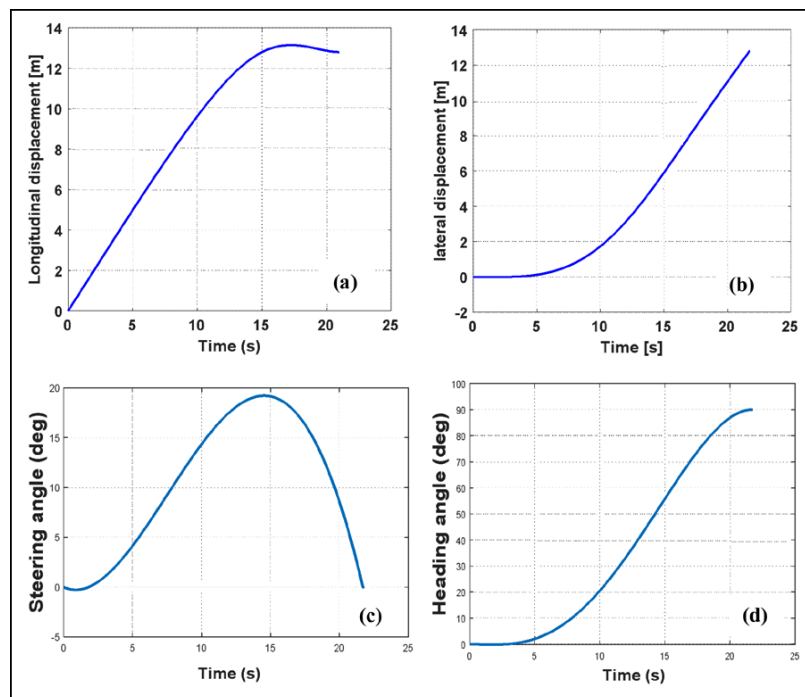 14
12
10
8
6
4
2
0
Longitudinal displacement [m]
(a)
0 5 10 15 20 25
Time (s)
14
12
10
8
6
4
2
0
-2
lateral displacement [m]
(b)
0 5 10 15 20 25
Time [s]
20
15
10
5
0
-5
Steering angle (deg)
(c)
0 5 10 15 20 25
Time (s)
100
90
80
70
60
50
40
30
20
10
0
Heading angle (deg)
(d)
0 5 10 15 20 25
Time (s)